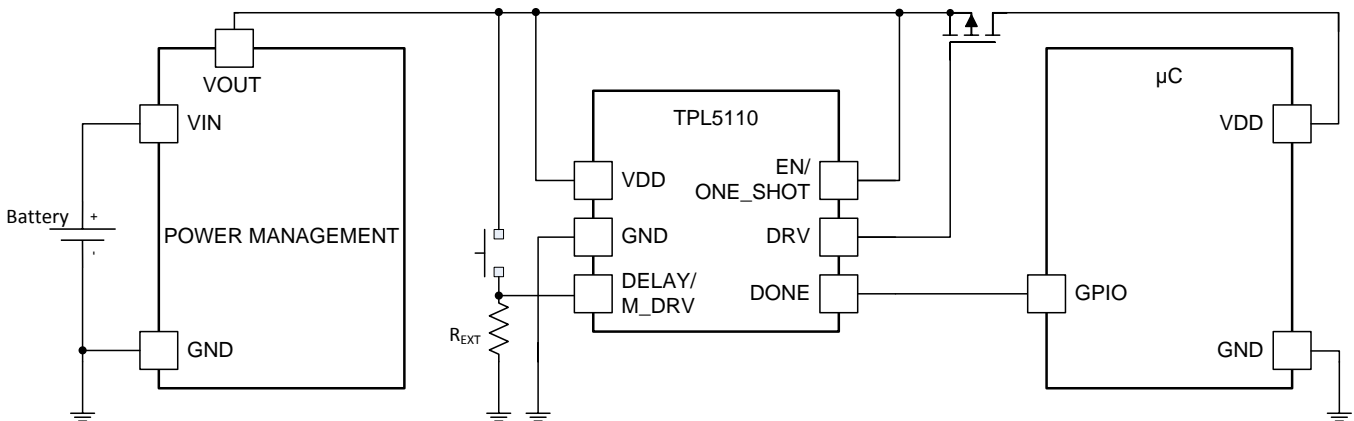 VOUT
VIN
Battery
+
-
POWER MANAGEMENT
GND
TPL5110
VDD
GND
DELAY/
M_DRV
EN/
ONE_SHOT
DRV
DONE
REXT
µC
VDD
GPIO
GND